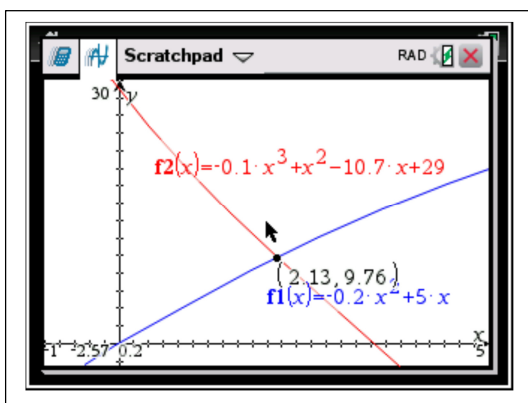 Scratchpad RAD
30 y
f2(x)=-0.1·x³+x²-10.7·x+29
(2.13,9.76)
f1(x)=-0.2·x²+5·x
x
-1 -2.57 0.2 5